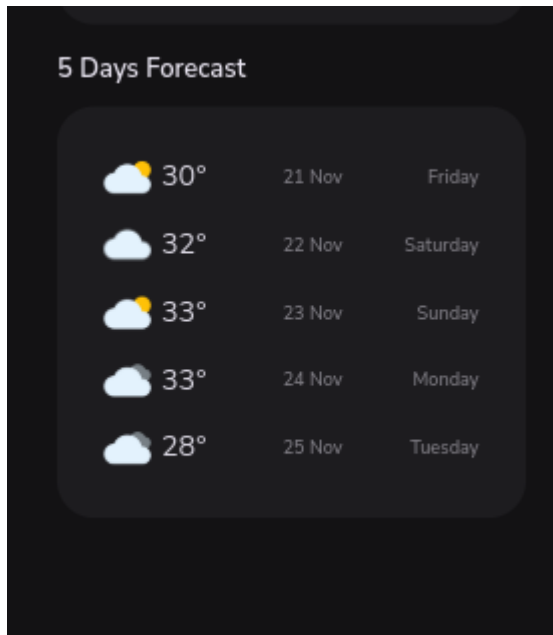 5 Days Forecast
30° 21 Nov Friday
32° 22 Nov Saturday
33° 23 Nov Sunday
33° 24 Nov Monday
28° 25 Nov Tuesday